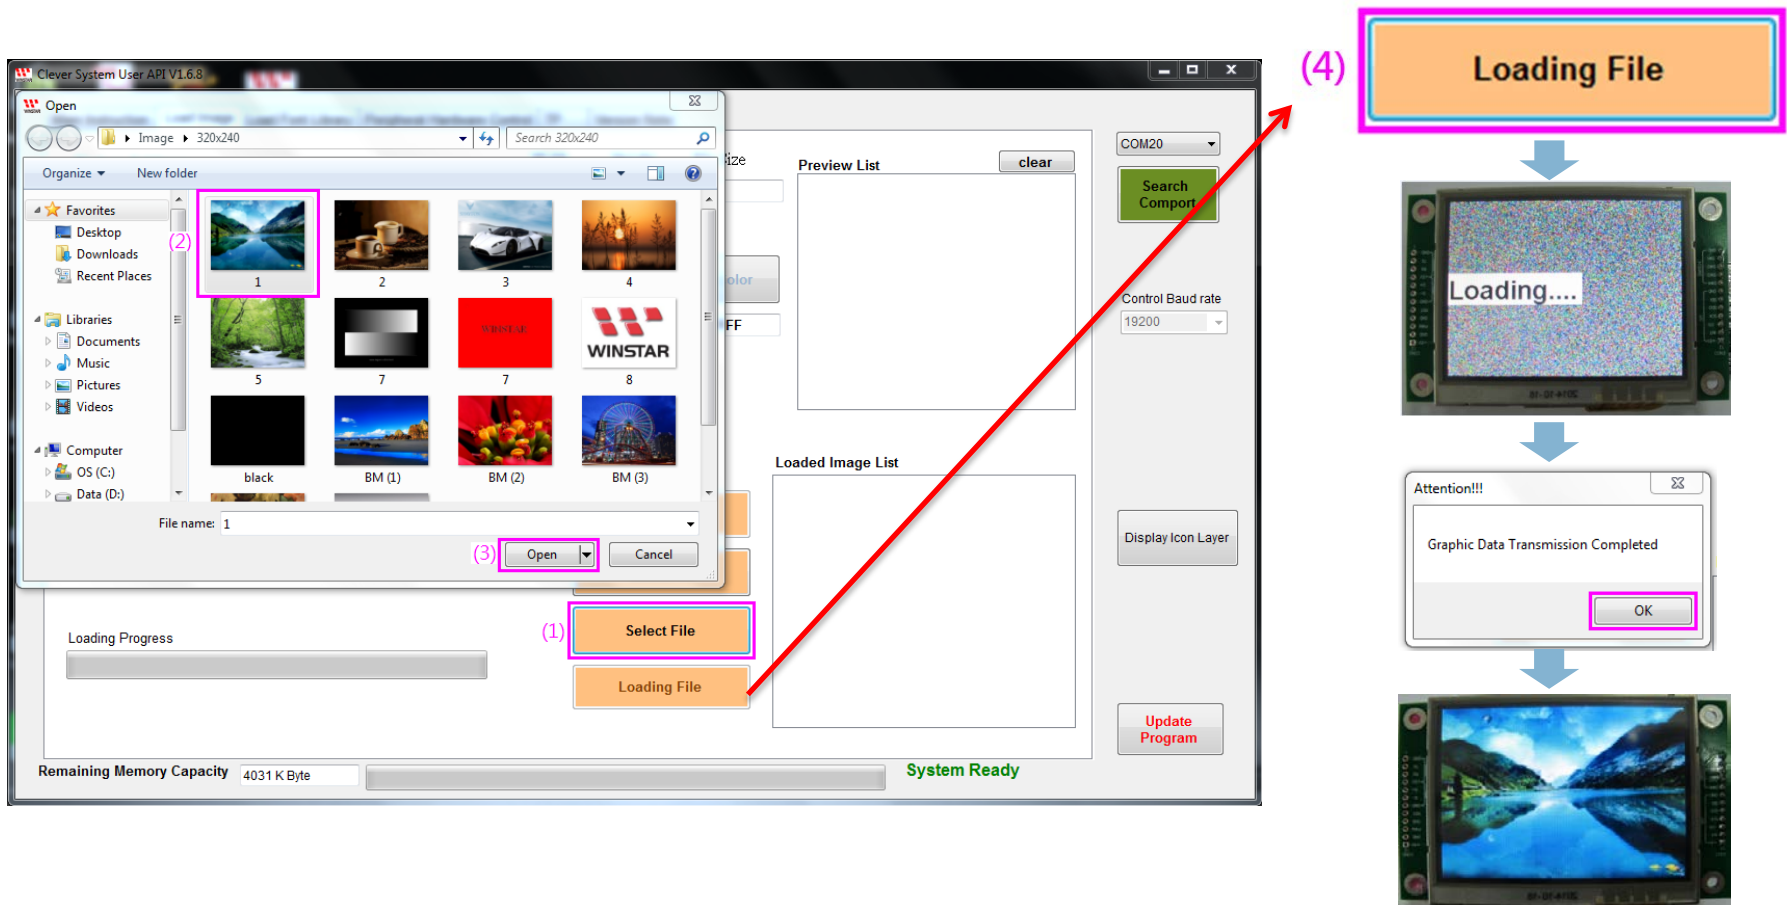 Clever System User API V1.6.8
WINSTAR
Open
Image
320x240
Search 320x240
Organize
New folder
Favorites
Desktop
Downloads
Recent Places
Libraries
Documents
Music
Pictures
Videos
Computer
OS (C:)
Data (D:)
(2)
1
2
3
4
WINSTAR
WINSTAR
5
7
7
8
black
BM (1)
BM (2)
BM (3)
File name:
1
(3)
Open
Cancel
ize
olor
FF
Preview List
clear
Loaded Image List
(1)
Select File
Loading File
Loading Progress
Remaining Memory Capacity
4031 K Byte
System Ready
COM20
Search
Comport
Control Baud rate
19200
Display Icon Layer
Update
Program
(4)
Loading File
Loading....
Attention!!!
Graphic Data Transmission Completed
OK